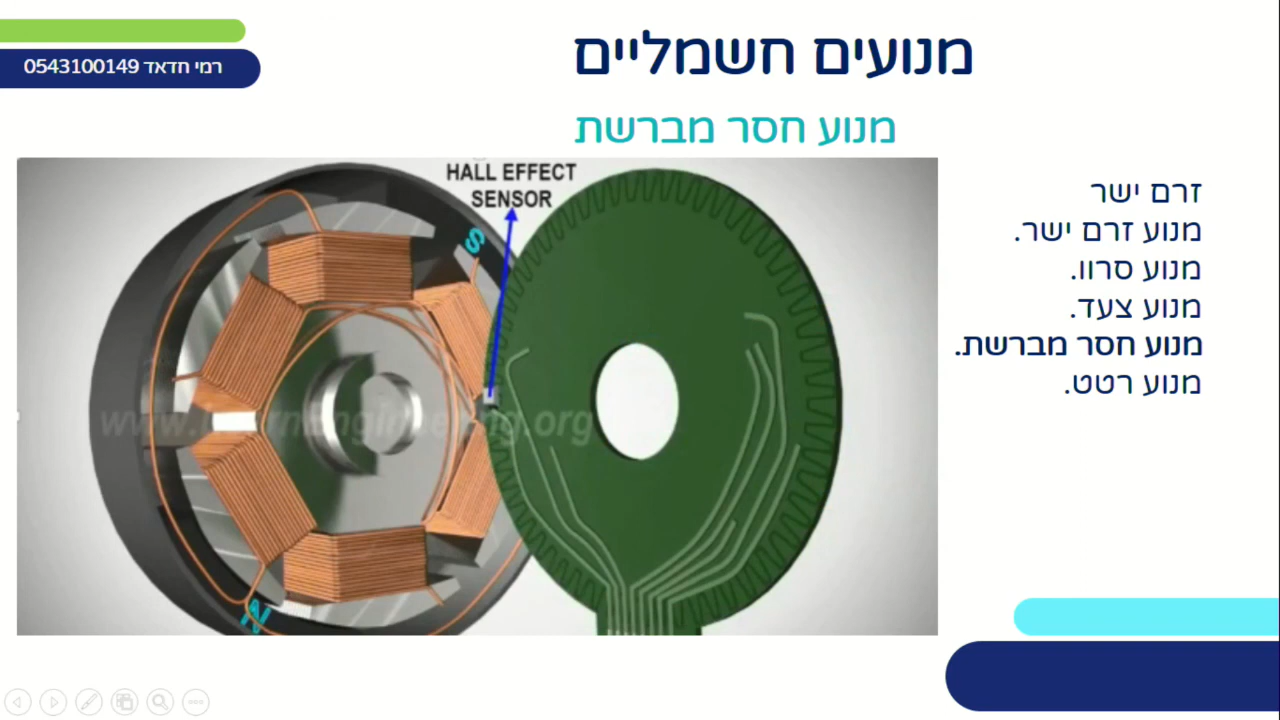 רמי חדאד 0543100149
מנועים חשמליים
מנוע חסר מברשת
HALL EFFECT
SENSOR
S
N
זרם ישר
מנוע זרם ישר.
מנוע סרוו.
מנוע צעד.
מנוע חסר מברשת.
מנוע רטט.